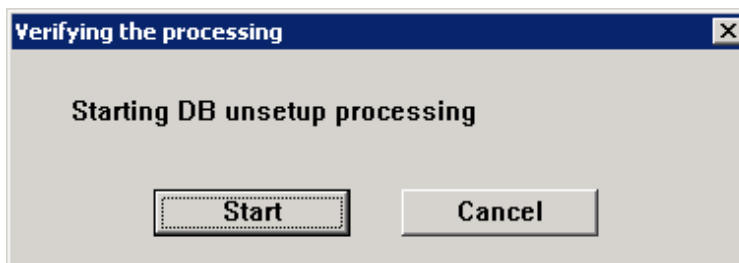 Verifying the processing
Starting DB unsetup processing
Start Cancel